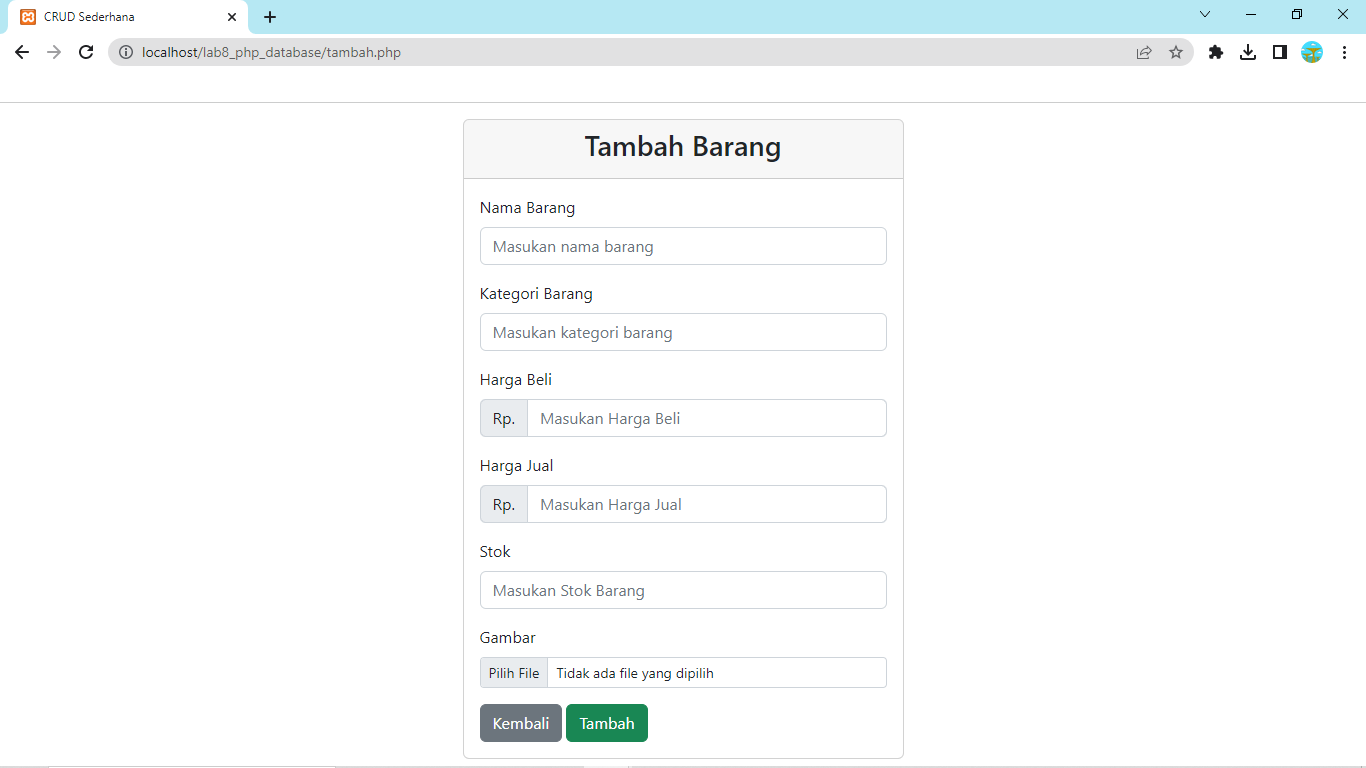 CRUD Sederhana
localhost/lab8_php_database/tambah.php
Tambah Barang
Nama Barang
Masukan nama barang
Kategori Barang
Masukan kategori barang
Harga Beli
Rp. Masukan Harga Beli
Harga Jual
Rp. Masukan Harga Jual
Stok
Masukan Stok Barang
Gambar
Pilih File Tidak ada file yang dipilih
Kembali Tambah